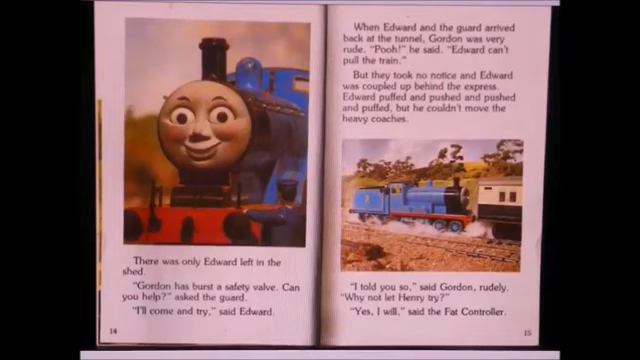 There was only Edward left in the
shed.
"Gordon has burst a safety valve. Can
you help?" asked the guard.
"I'll come and try," said Edward.
14
When Edward and the guard arrived
back at the tunnel, Gordon was very
rude. "Pooh!" he said. "Edward can't
pull the train."
But they took no notice and Edward
was coupled up behind the express.
Edward puffed and pushed and pushed
and puffed, but he couldn't move the
heavy coaches.
"I told you so," said Gordon, rudely.
"Why not let Henry try?"
"Yes, I will," said the Fat Controller.
15